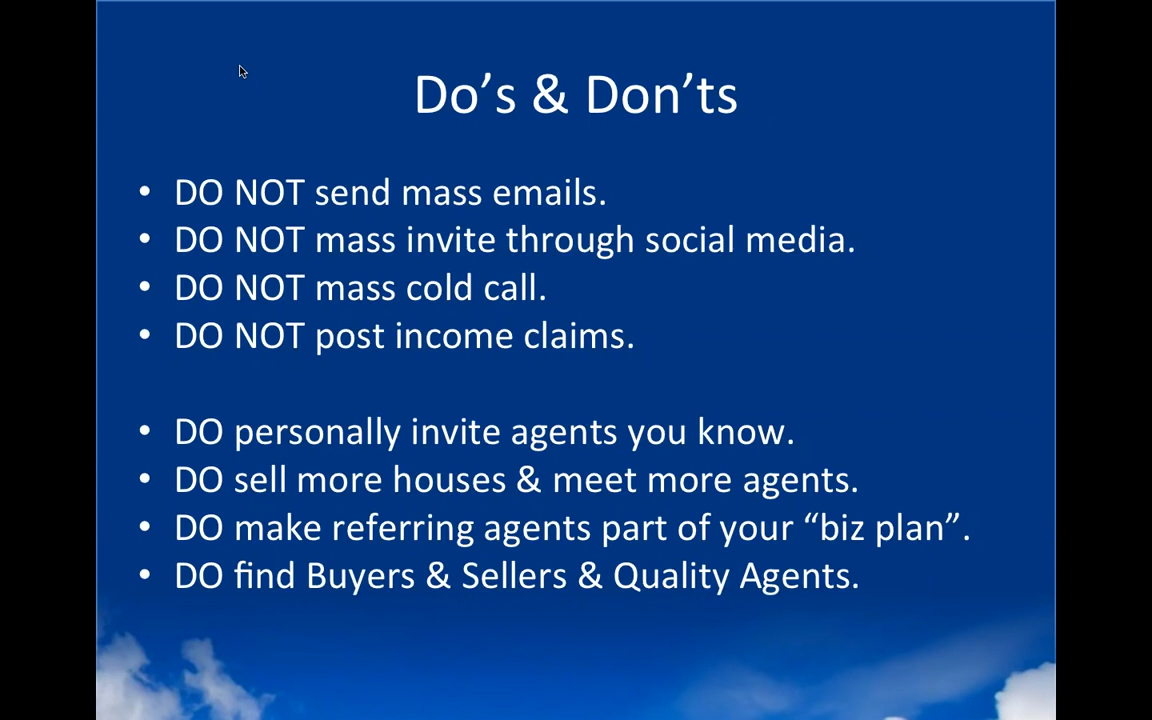 Do’s & Don’ts
• DO NOT send mass emails.
• DO NOT mass invite through social media.
• DO NOT mass cold call.
• DO NOT post income claims.
• DO personally invite agents you know.
• DO sell more houses & meet more agents.
• DO make referring agents part of your “biz plan”.
• DO find Buyers & Sellers & Quality Agents.